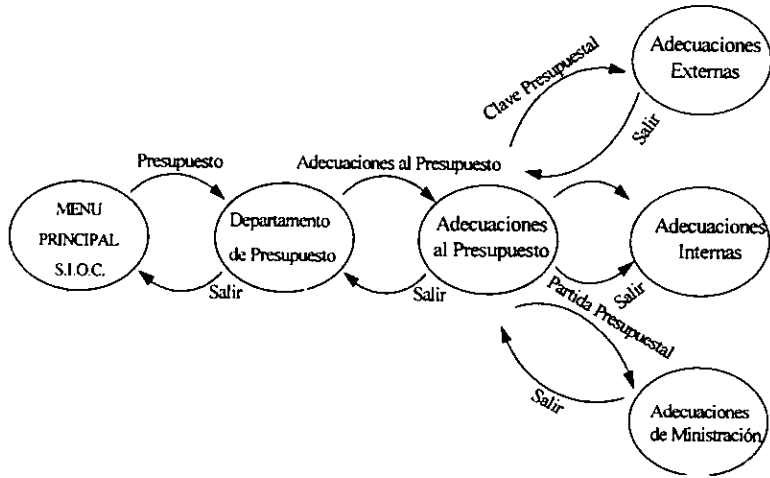 Adecuaciones
Externas
Clave Presupuestal
Salir
Presupuesto
Adecuaciones al Presupuesto
MENU
PRINCIPAL
S.I.O.C.
Departamento
de Presupuesto
Adecuaciones
al Presupuesto
Adecuaciones
Internas
Salir
Salir
Salir
Partida Presupuestal
Salir
Adecuaciones
de Ministración